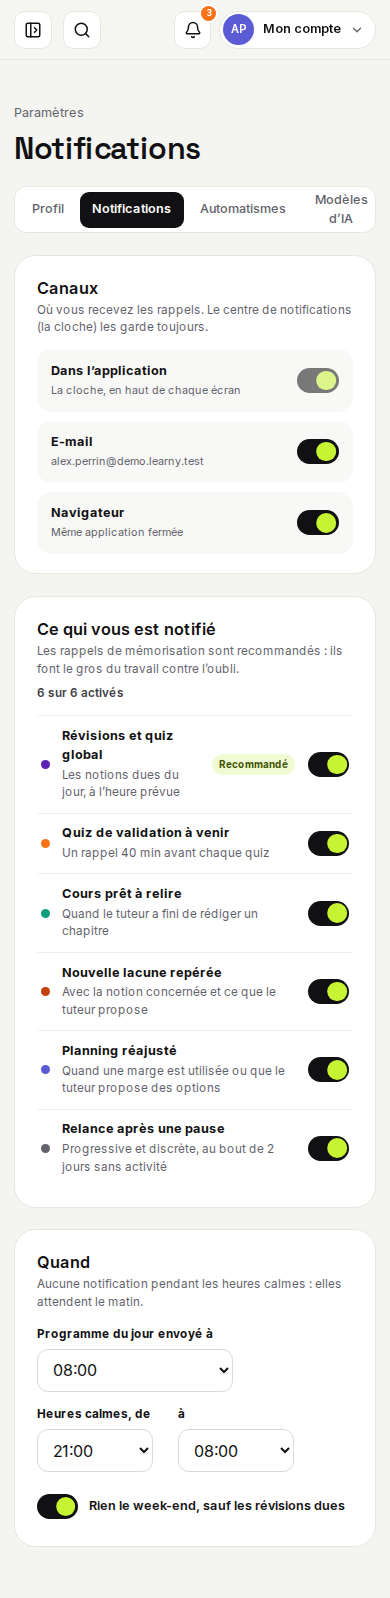 3
AP
Mon compte
Paramètres
Notifications
Profil
Notifications
Automatismes
Modèles
d'IA
Canaux
Où vous recevez les rappels. Le centre de notifications
(la cloche) les garde toujours.
Dans l'application
La cloche, en haut de chaque écran
E-mail
alex.perrin@demo.learny.test
Navigateur
Même application fermée
Ce qui vous est notifié
Les rappels de mémorisation sont recommandés : ils
font le gros du travail contre l'oubli.
6 sur 6 activés
Révisions et quiz
global
Les notions dues du
jour, à l'heure prévue
Recommandé
Quiz de validation à venir
Un rappel 40 min avant chaque quiz
Cours prêt à relire
Quand le tuteur a fini de rédiger un
chapitre
Nouvelle lacune repérée
Avec la notion concernée et ce que le
tuteur propose
Planning réajusté
Quand une marge est utilisée ou que le
tuteur propose des options
Relance après une pause
Progressive et discrète, au bout de 2
jours sans activité
Quand
Aucune notification pendant les heures calmes : elles
attendent le matin.
Programme du jour envoyé à
08:00
Heures calmes, de
à
21:00
08:00
Rien le week-end, sauf les révisions dues